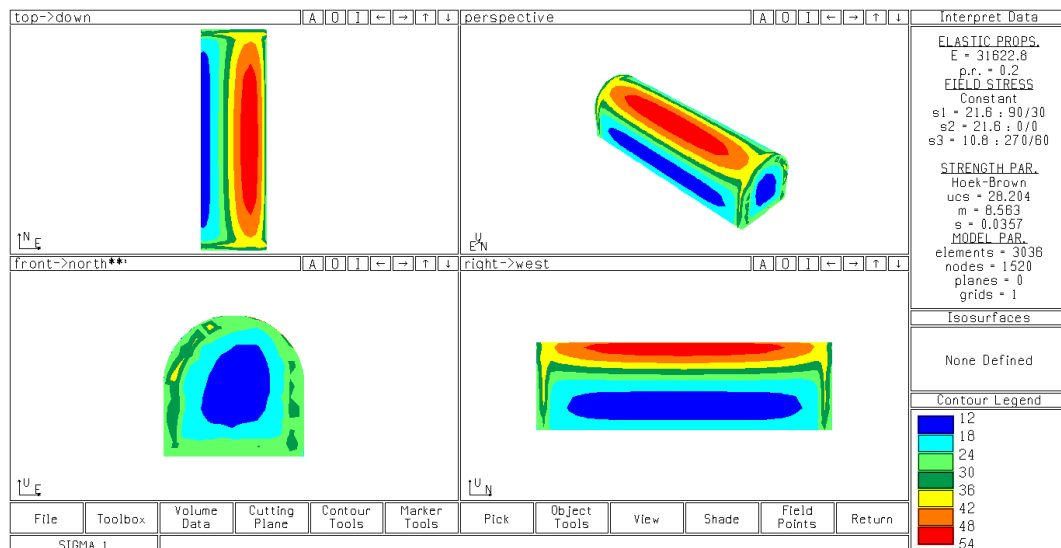 top->down A O I ← → ↑ ↓
N E
perspective A O I ← → ↑ ↓
U
E N
front->north**' A O I ← → ↑ ↓
U E
right->west A O I ← → ↑ ↓
U N
Interpret Data
ELASTIC PROPS.
E = 31622.8
p.r. = 0.2
FIELD STRESS
Constant
s1 = 21.6 : 90/30
s2 = 21.6 : 0/0
s3 = 10.8 : 270/60
STRENGTH PAR.
Hoek-Brown
ucs = 28.204
m = 8.563
s = 0.0357
MODEL PAR.
elements = 3036
nodes = 1520
planes = 0
grids = 1
Isosurfaces
None Defined
Contour Legend
12
18
24
30
36
42
48
54
File
Toolbox
Volume
Data
Cutting
Plane
Contour
Tools
Marker
Tools
Pick
Object
Tools
View
Shade
Field
Points
Return
SIGMA 1